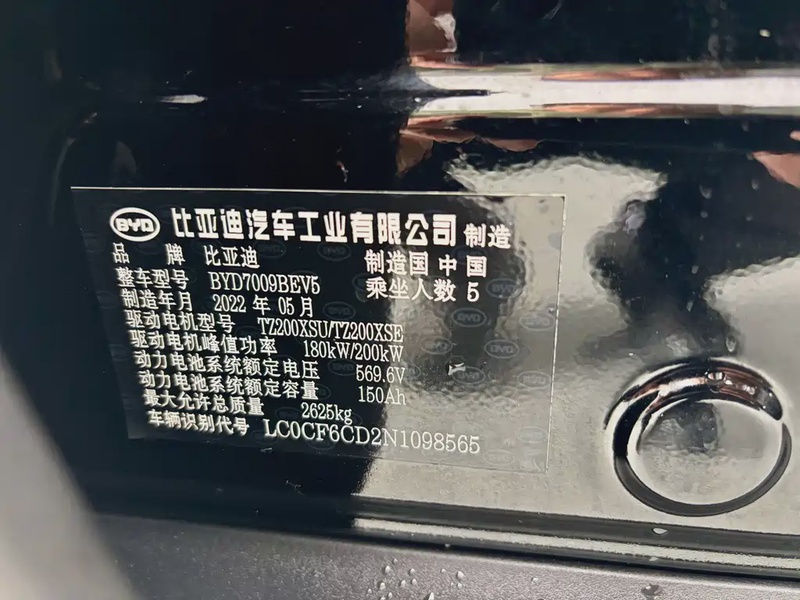 BYD 比亚迪汽车工业有限公司 制造
品 牌 比亚迪 制造国 中 国
整车型号 BYD7009BEV5 乘坐人数 5
制造年月 2022 年 05 月
驱动电机型号 TZ200XSU/TZ200XSE
驱动电机峰值功率 180kW/200kW
动力电池系统额定电压 569.6V
动力电池系统额定容量 150Ah
最大允许总质量 2625kg
车辆识别代号 LC0CF6CD2N1098565